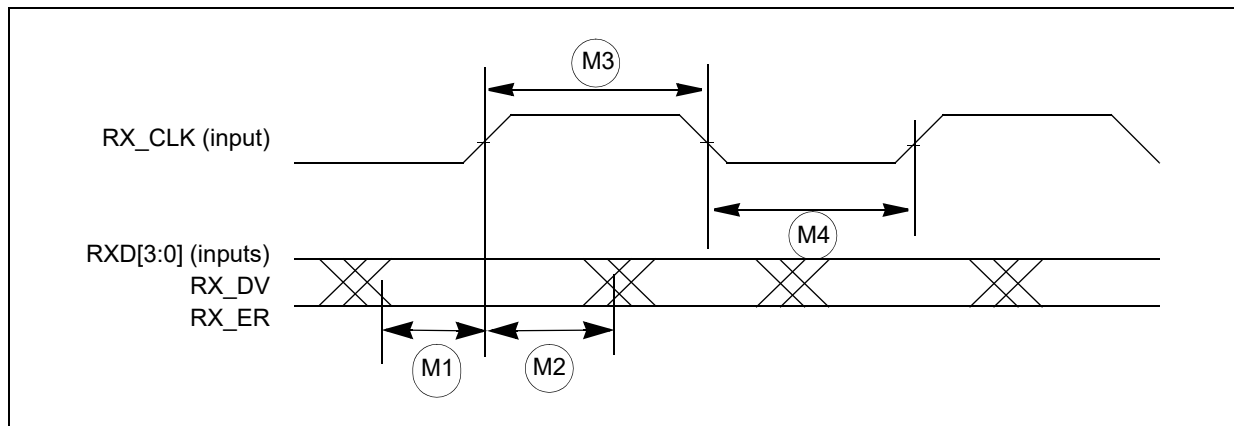 M3
RX_CLK (input)
M4
RXD[3:0] (inputs)
RX_DV
RX_ER
M1
M2